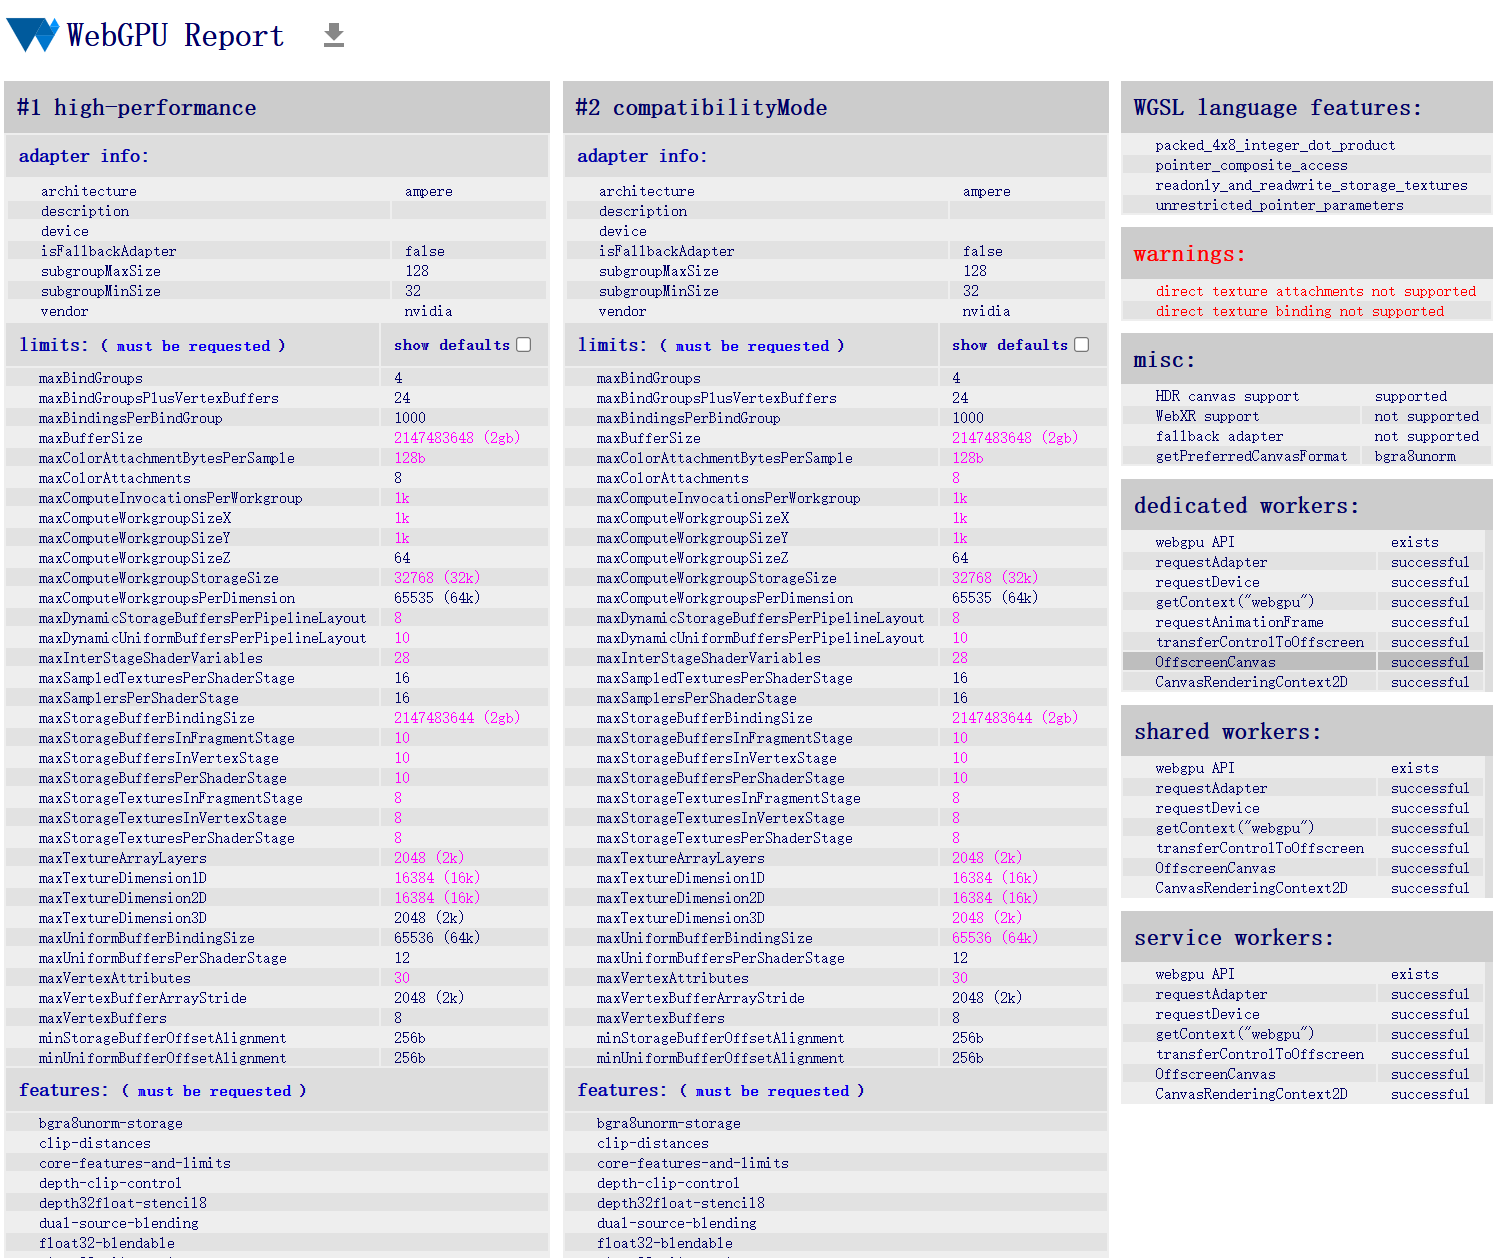 WebGPU Report
#1 high-performance
adapter info:
architecture ampere
description
device
isFallbackAdapter false
subgroupMaxSize 128
subgroupMinSize 32
vendor nvidia
limits: ( must be requested ) show defaults
maxBindGroups 4
maxBindGroupsPlusVertexBuffers 24
maxBindingsPerBindGroup 1000
maxBufferSize 2147483648 (2gb)
maxColorAttachmentBytesPerSample 128b
maxColorAttachments 8
maxComputeInvocationsPerWorkgroup 1k
maxComputeWorkgroupSizeX 1k
maxComputeWorkgroupSizeY 1k
maxComputeWorkgroupSizeZ 64
maxComputeWorkgroupStorageSize 32768 (32k)
maxComputeWorkgroupsPerDimension 65535 (64k)
maxDynamicStorageBuffersPerPipelineLayout 8
maxDynamicUniformBuffersPerPipelineLayout 10
maxInterStageShaderVariables 28
maxSampledTexturesPerShaderStage 16
maxSamplersPerShaderStage 16
maxStorageBufferBindingSize 2147483644 (2gb)
maxStorageBuffersInFragmentStage 10
maxStorageBuffersInVertexStage 10
maxStorageBuffersPerShaderStage 10
maxStorageTexturesInFragmentStage 8
maxStorageTexturesInVertexStage 8
maxStorageTexturesPerShaderStage 8
maxTextureArrayLayers 2048 (2k)
maxTextureDimension1D 16384 (16k)
maxTextureDimension2D 16384 (16k)
maxTextureDimension3D 2048 (2k)
maxUniformBufferBindingSize 65536 (64k)
maxUniformBuffersPerShaderStage 12
maxVertexAttributes 30
maxVertexBufferArrayStride 2048 (2k)
maxVertexBuffers 8
minStorageBufferOffsetAlignment 256b
minUniformBufferOffsetAlignment 256b
features: ( must be requested )
bgra8unorm-storage
clip-distances
core-features-and-limits
depth-clip-control
depth32float-stencil8
dual-source-blending
float32-blendable
#2 compatibilityMode
adapter info:
architecture ampere
description
device
isFallbackAdapter false
subgroupMaxSize 128
subgroupMinSize 32
vendor nvidia
limits: ( must be requested ) show defaults
maxBindGroups 4
maxBindGroupsPlusVertexBuffers 24
maxBindingsPerBindGroup 1000
maxBufferSize 2147483648 (2gb)
maxColorAttachmentBytesPerSample 128b
maxColorAttachments 8
maxComputeInvocationsPerWorkgroup 1k
maxComputeWorkgroupSizeX 1k
maxComputeWorkgroupSizeY 1k
maxComputeWorkgroupSizeZ 64
maxComputeWorkgroupStorageSize 32768 (32k)
maxComputeWorkgroupsPerDimension 65535 (64k)
maxDynamicStorageBuffersPerPipelineLayout 8
maxDynamicUniformBuffersPerPipelineLayout 10
maxInterStageShaderVariables 28
maxSampledTexturesPerShaderStage 16
maxSamplersPerShaderStage 16
maxStorageBufferBindingSize 2147483644 (2gb)
maxStorageBuffersInFragmentStage 10
maxStorageBuffersInVertexStage 10
maxStorageBuffersPerShaderStage 10
maxStorageTexturesInFragmentStage 8
maxStorageTexturesInVertexStage 8
maxStorageTexturesPerShaderStage 8
maxTextureArrayLayers 2048 (2k)
maxTextureDimension1D 16384 (16k)
maxTextureDimension2D 16384 (16k)
maxTextureDimension3D 2048 (2k)
maxUniformBufferBindingSize 65536 (64k)
maxUniformBuffersPerShaderStage 12
maxVertexAttributes 30
maxVertexBufferArrayStride 2048 (2k)
maxVertexBuffers 8
minStorageBufferOffsetAlignment 256b
minUniformBufferOffsetAlignment 256b
features: ( must be requested )
bgra8unorm-storage
clip-distances
core-features-and-limits
depth-clip-control
depth32float-stencil8
dual-source-blending
float32-blendable
WGSL language features:
packed_4x8_integer_dot_product
pointer_composite_access
readonly_and_readwrite_storage_textures
unrestricted_pointer_parameters
warnings:
direct texture attachments not supported
direct texture binding not supported
misc:
HDR canvas support supported
WebXR support not supported
fallback adapter not supported
getPreferredCanvasFormat bgra8unorm
dedicated workers:
webgpu API exists
requestAdapter successful
requestDevice successful
getContext("webgpu") successful
requestAnimationFrame successful
transferControlToOffscreen successful
OffscreenCanvas successful
CanvasRenderingContext2D successful
shared workers:
webgpu API exists
requestAdapter successful
requestDevice successful
getContext("webgpu") successful
transferControlToOffscreen successful
OffscreenCanvas successful
CanvasRenderingContext2D successful
service workers:
webgpu API exists
requestAdapter successful
requestDevice successful
getContext("webgpu") successful
transferControlToOffscreen successful
OffscreenCanvas successful
CanvasRenderingContext2D successful